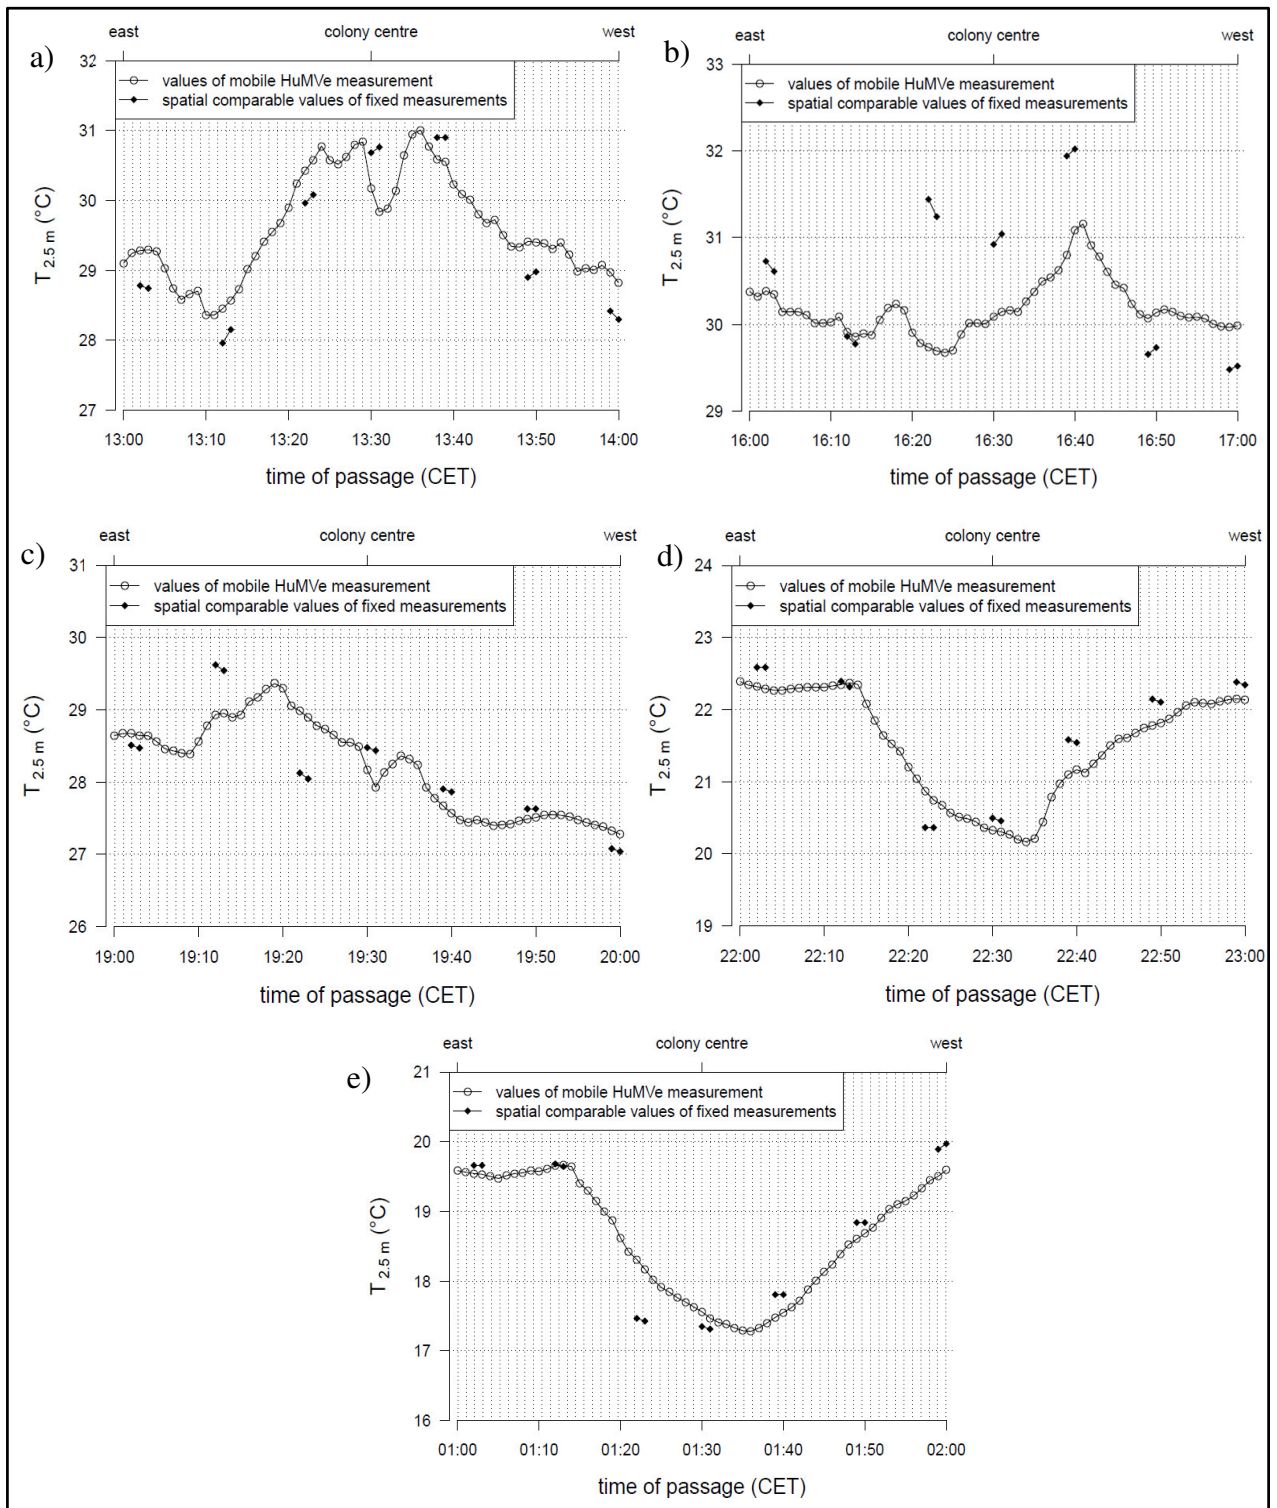 a)
east colony centre west
32
31
30
29
28
27
values of mobile HuMVe measurement
spatial comparable values of fixed measurements
T 2.5 m (°C)
13:00 13:10 13:20 13:30 13:40 13:50 14:00
time of passage (CET)
b)
east colony centre west
33
32
31
30
29
values of mobile HuMVe measurement
spatial comparable values of fixed measurements
T 2.5 m (°C)
16:00 16:10 16:20 16:30 16:40 16:50 17:00
time of passage (CET)
c)
east colony centre west
31
30
29
28
27
26
values of mobile HuMVe measurement
spatial comparable values of fixed measurements
T 2.5 m (°C)
19:00 19:10 19:20 19:30 19:40 19:50 20:00
time of passage (CET)
d)
east colony centre west
24
23
22
21
20
19
values of mobile HuMVe measurement
spatial comparable values of fixed measurements
T 2.5 m (°C)
22:00 22:10 22:20 22:30 22:40 22:50 23:00
time of passage (CET)
e)
east colony centre west
21
20
19
18
17
16
values of mobile HuMVe measurement
spatial comparable values of fixed measurements
T 2.5 m (°C)
01:00 01:10 01:20 01:30 01:40 01:50 02:00
time of passage (CET)